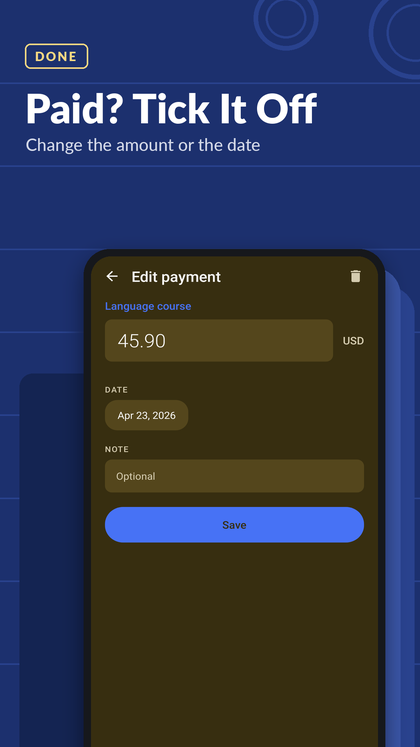 DONE
Paid? Tick It Off
Change the amount or the date
Edit payment
Language course
45.90
USD
DATE
Apr 23, 2026
NOTE
Optional
Save